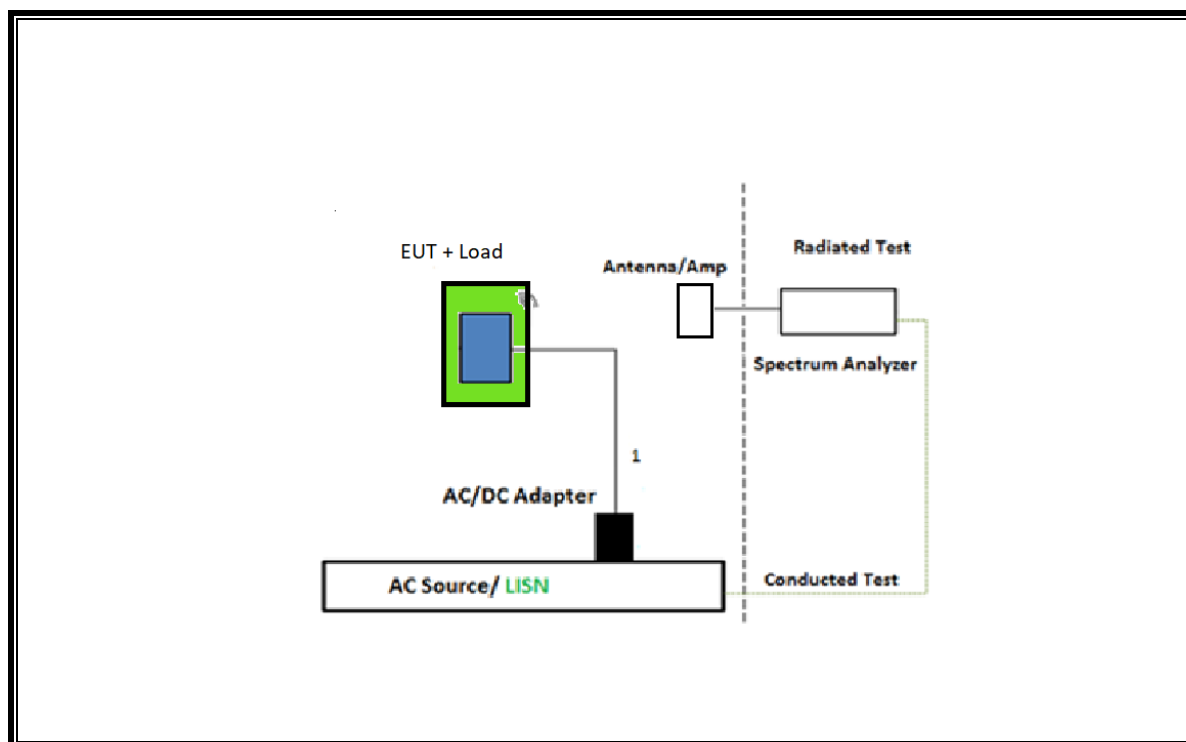 EUT + Load
Radiated Test
Antenna/Amp
Spectrum Analyzer
1
AC/DC Adapter
AC Source/ LISN
Conducted Test